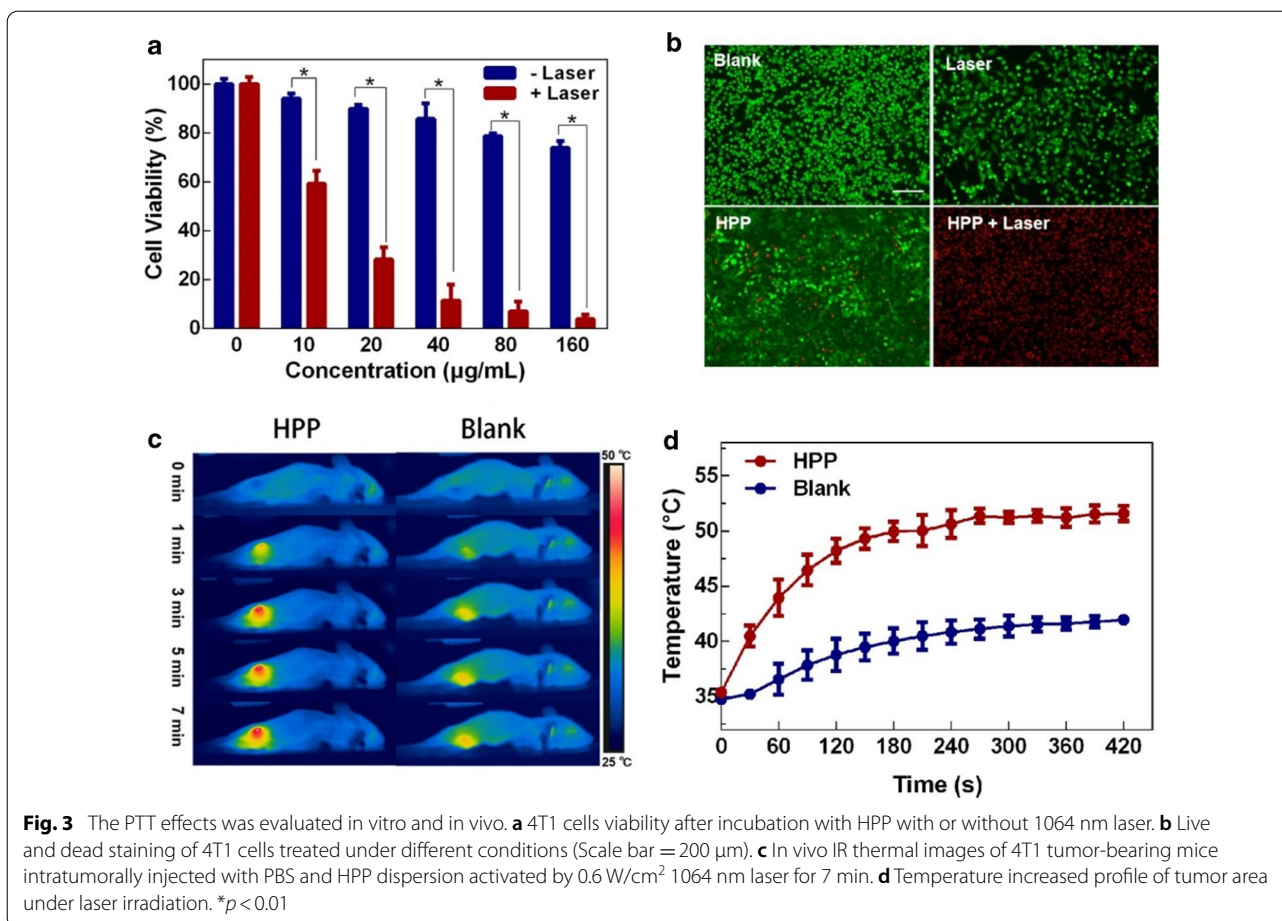 a
100
80
60
40
20
0
Cell Viability (%)
- Laser
+ Laser
* * * * *
0 10 20 40 80 160
Concentration (µg/mL)
b
Blank
Laser
HPP
HPP + Laser
c
HPP Blank
0 min
1 min
3 min
5 min
7 min
50 °C
25 °C
d
HPP
Blank
55
50
45
40
35
Temperature (°C)
0 60 120 180 240 300 360 420
Time (s)
Fig. 3 The PTT effects was evaluated in vitro and in vivo. a 4T1 cells viability after incubation with HPP with or without 1064 nm laser. b Live
and dead staining of 4T1 cells treated under different conditions (Scale bar = 200 µm). c In vivo IR thermal images of 4T1 tumor-bearing mice
intratumorally injected with PBS and HPP dispersion activated by 0.6 W/cm² 1064 nm laser for 7 min. d Temperature increased profile of tumor area
under laser irradiation. *p < 0.01